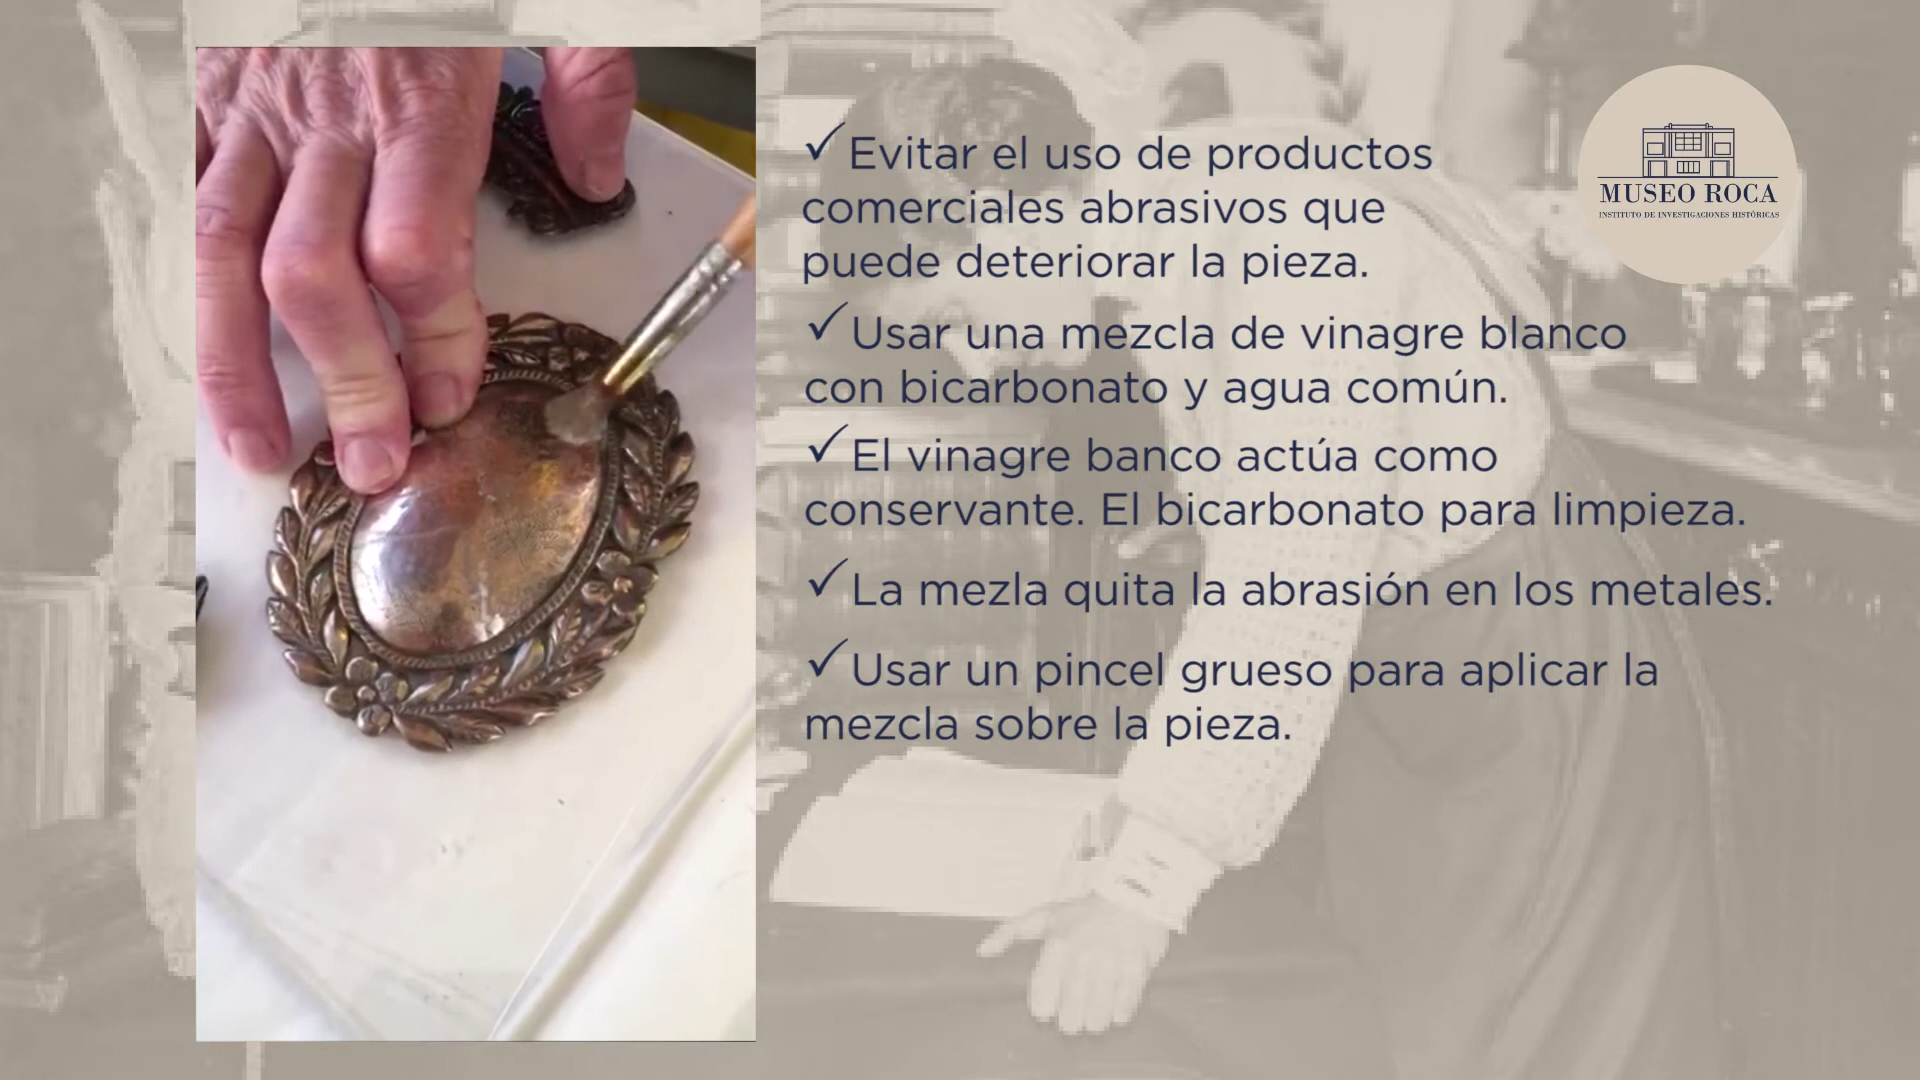 ✓ Evitar el uso de productos
comerciales abrasivos que
puede deteriorar la pieza.
✓ Usar una mezcla de vinagre blanco
con bicarbonato y agua común.
✓ El vinagre banco actúa como
conservante. El bicarbonato para limpieza.
✓ La mezla quita la abrasión en los metales.
✓ Usar un pincel grueso para aplicar la
mezcla sobre la pieza.
MUSEO ROCA
INSTITUTO DE INVESTIGACIONES HISTÓRICAS